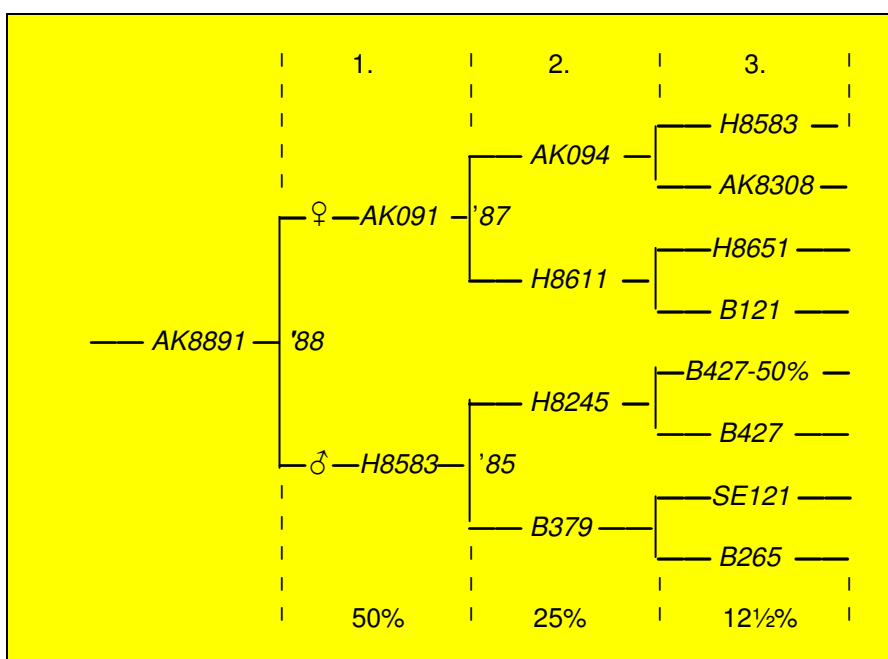 1. 2. 3.
H8583
AK094
AK8308
♀ AK091 '87
H8651
H8611
B121
AK8891 '88
B427-50%
H8245
B427
♂ H8583 '85
SE121
B379
B265
50% 25% 12½%